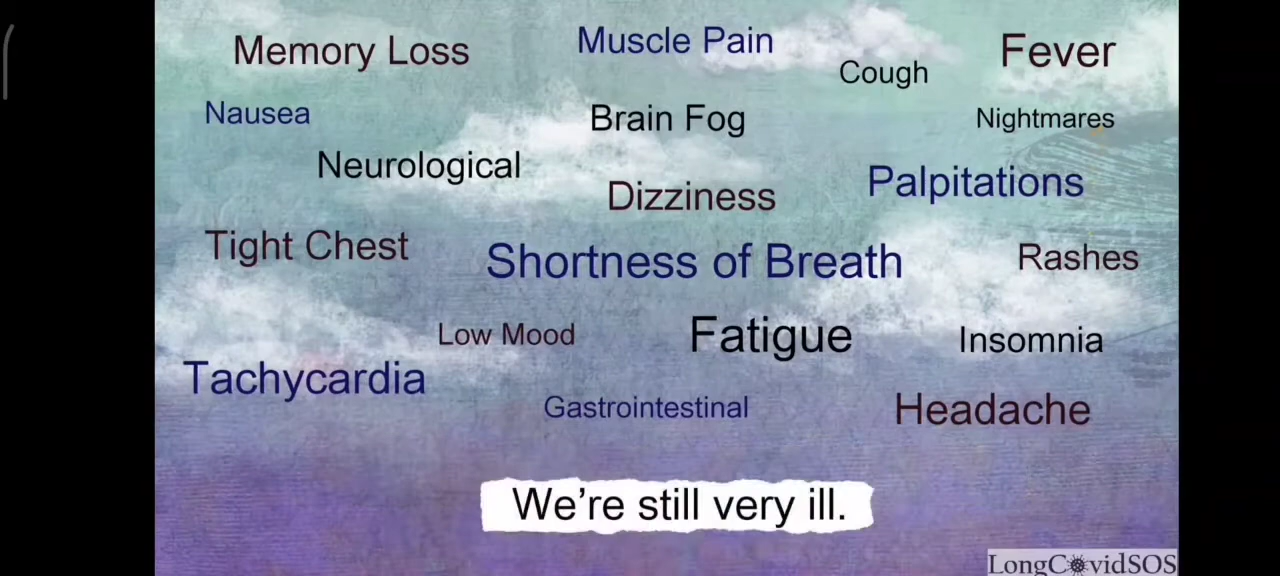 Memory Loss
Muscle Pain
Fever
Cough
Nausea
Brain Fog
Nightmares
Neurological
Dizziness
Palpitations
Tight Chest
Shortness of Breath
Rashes
Low Mood
Fatigue
Insomnia
Tachycardia
Gastrointestinal
Headache
We're still very ill.
LongCovidSOS